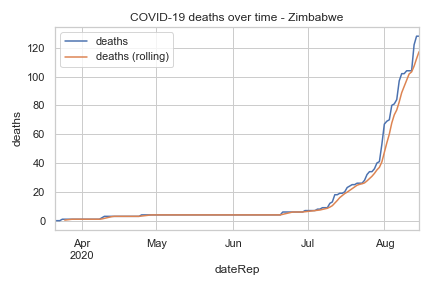 COVID-19 deaths over time - Zimbabwe
deaths
deaths (rolling)
120
100
80
60
40
20
0
deaths
Apr
2020
May
Jun
Jul
Aug
dateRep